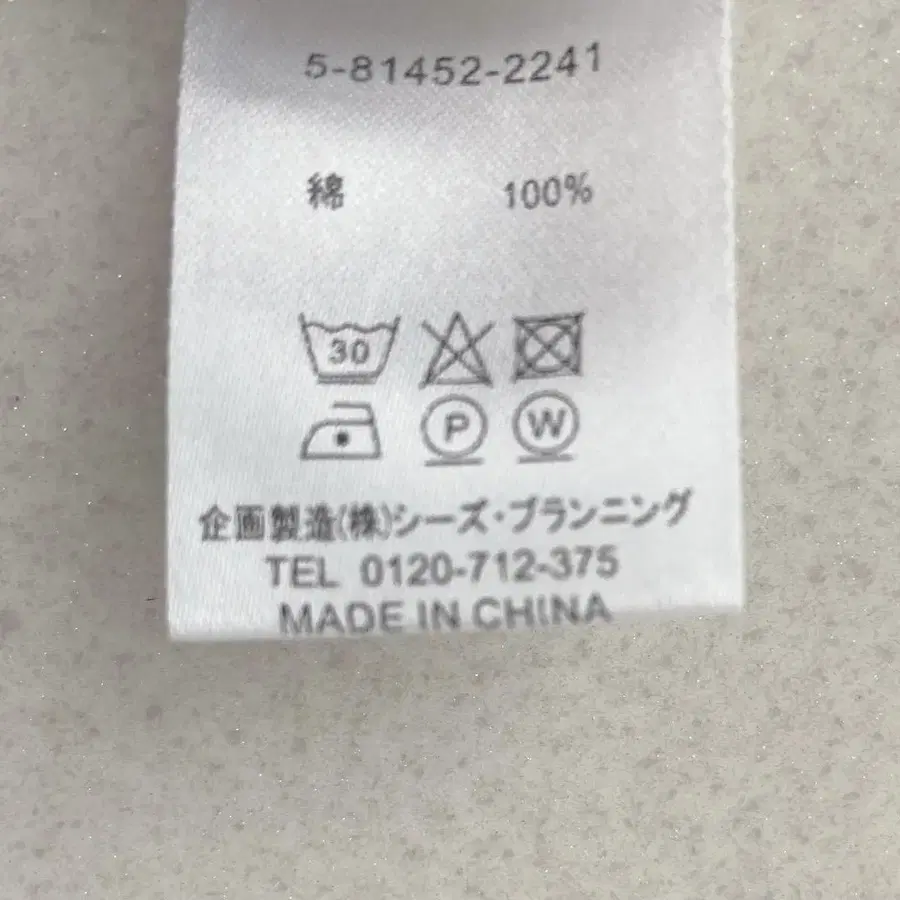 5-81452-2241
綿 100%
30
P W
企画製造(株)シーズ・プランニング
TEL 0120-712-375
MADE IN CHINA